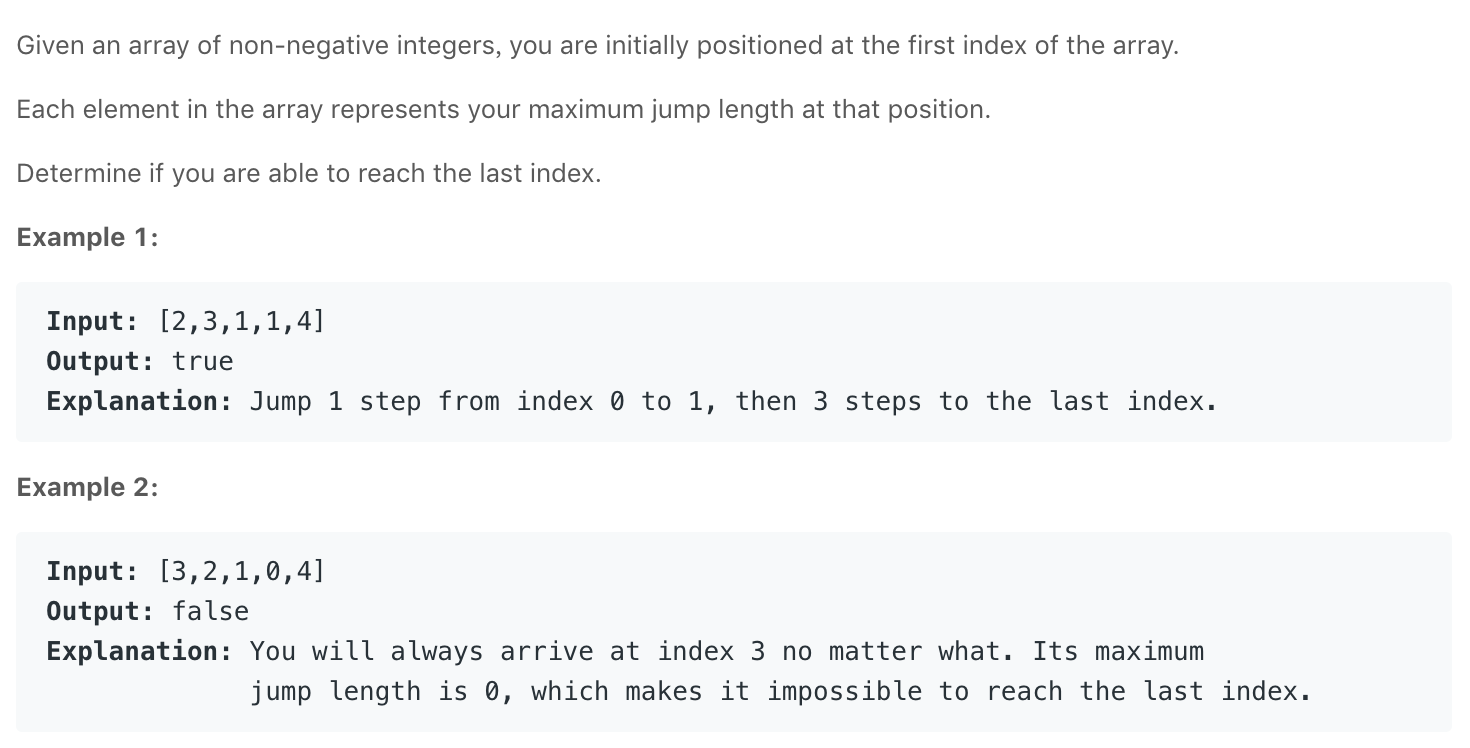 Given an array of non-negative integers, you are initially positioned at the first index of the array.
Each element in the array represents your maximum jump length at that position.
Determine if you are able to reach the last index.
Example 1:
Input: [2,3,1,1,4]
Output: true
Explanation: Jump 1 step from index 0 to 1, then 3 steps to the last index.
Example 2:
Input: [3,2,1,0,4]
Output: false
Explanation: You will always arrive at index 3 no matter what. Its maximum
jump length is 0, which makes it impossible to reach the last index.